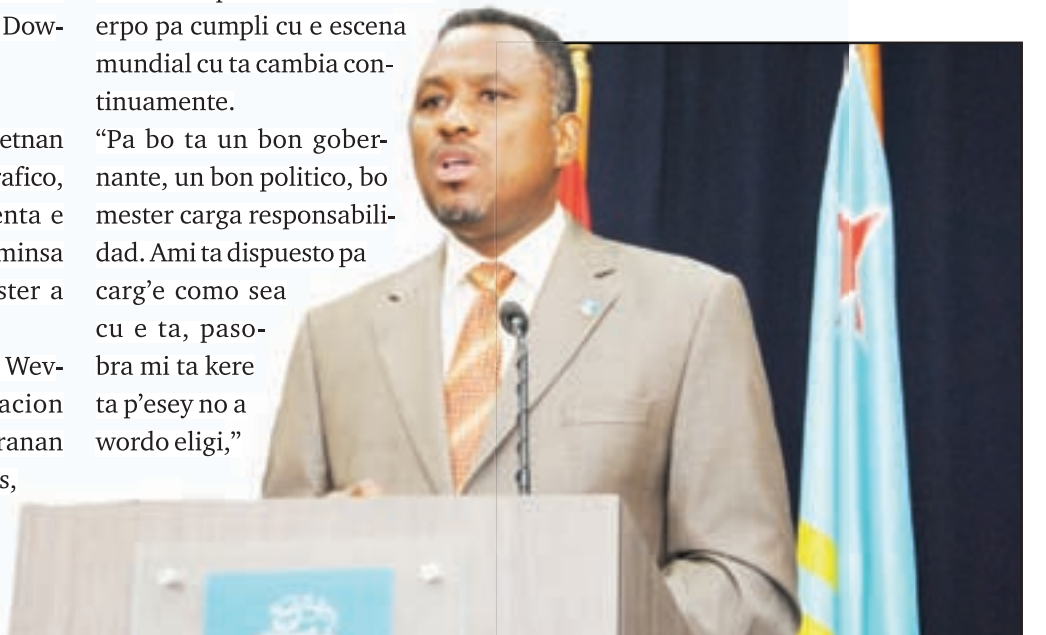 Dow-
etnan
rafico,
enta e
minsa
ster a
Wev-
acion
ranan
s,
erpo pa cumpli cu e escena
mundial cu ta cambia con-
tinuamente.
“Pa bo ta un bon gober-
nante, un bon politico, bo
mester carga responsabili-
dad. Ami ta dispuesto pa
carg’e como sea
cu e ta, paso-
bra mi ta kere
ta p’esey no a
wordo eligi,”